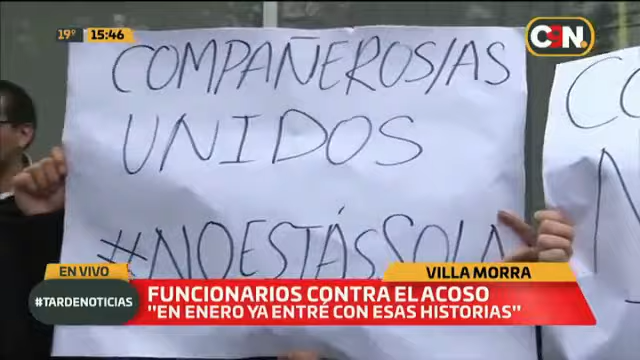 19° 15:46
C9N.
COMPAÑEROS/AS
UNIDOS
#NOESTÁSSOLA
EN VIVO
VILLA MORRA
#TARDENOTICIAS
FUNCIONARIOS CONTRA EL ACOSO
"EN ENERO YA ENTRÉ CON ESAS HISTORIAS"